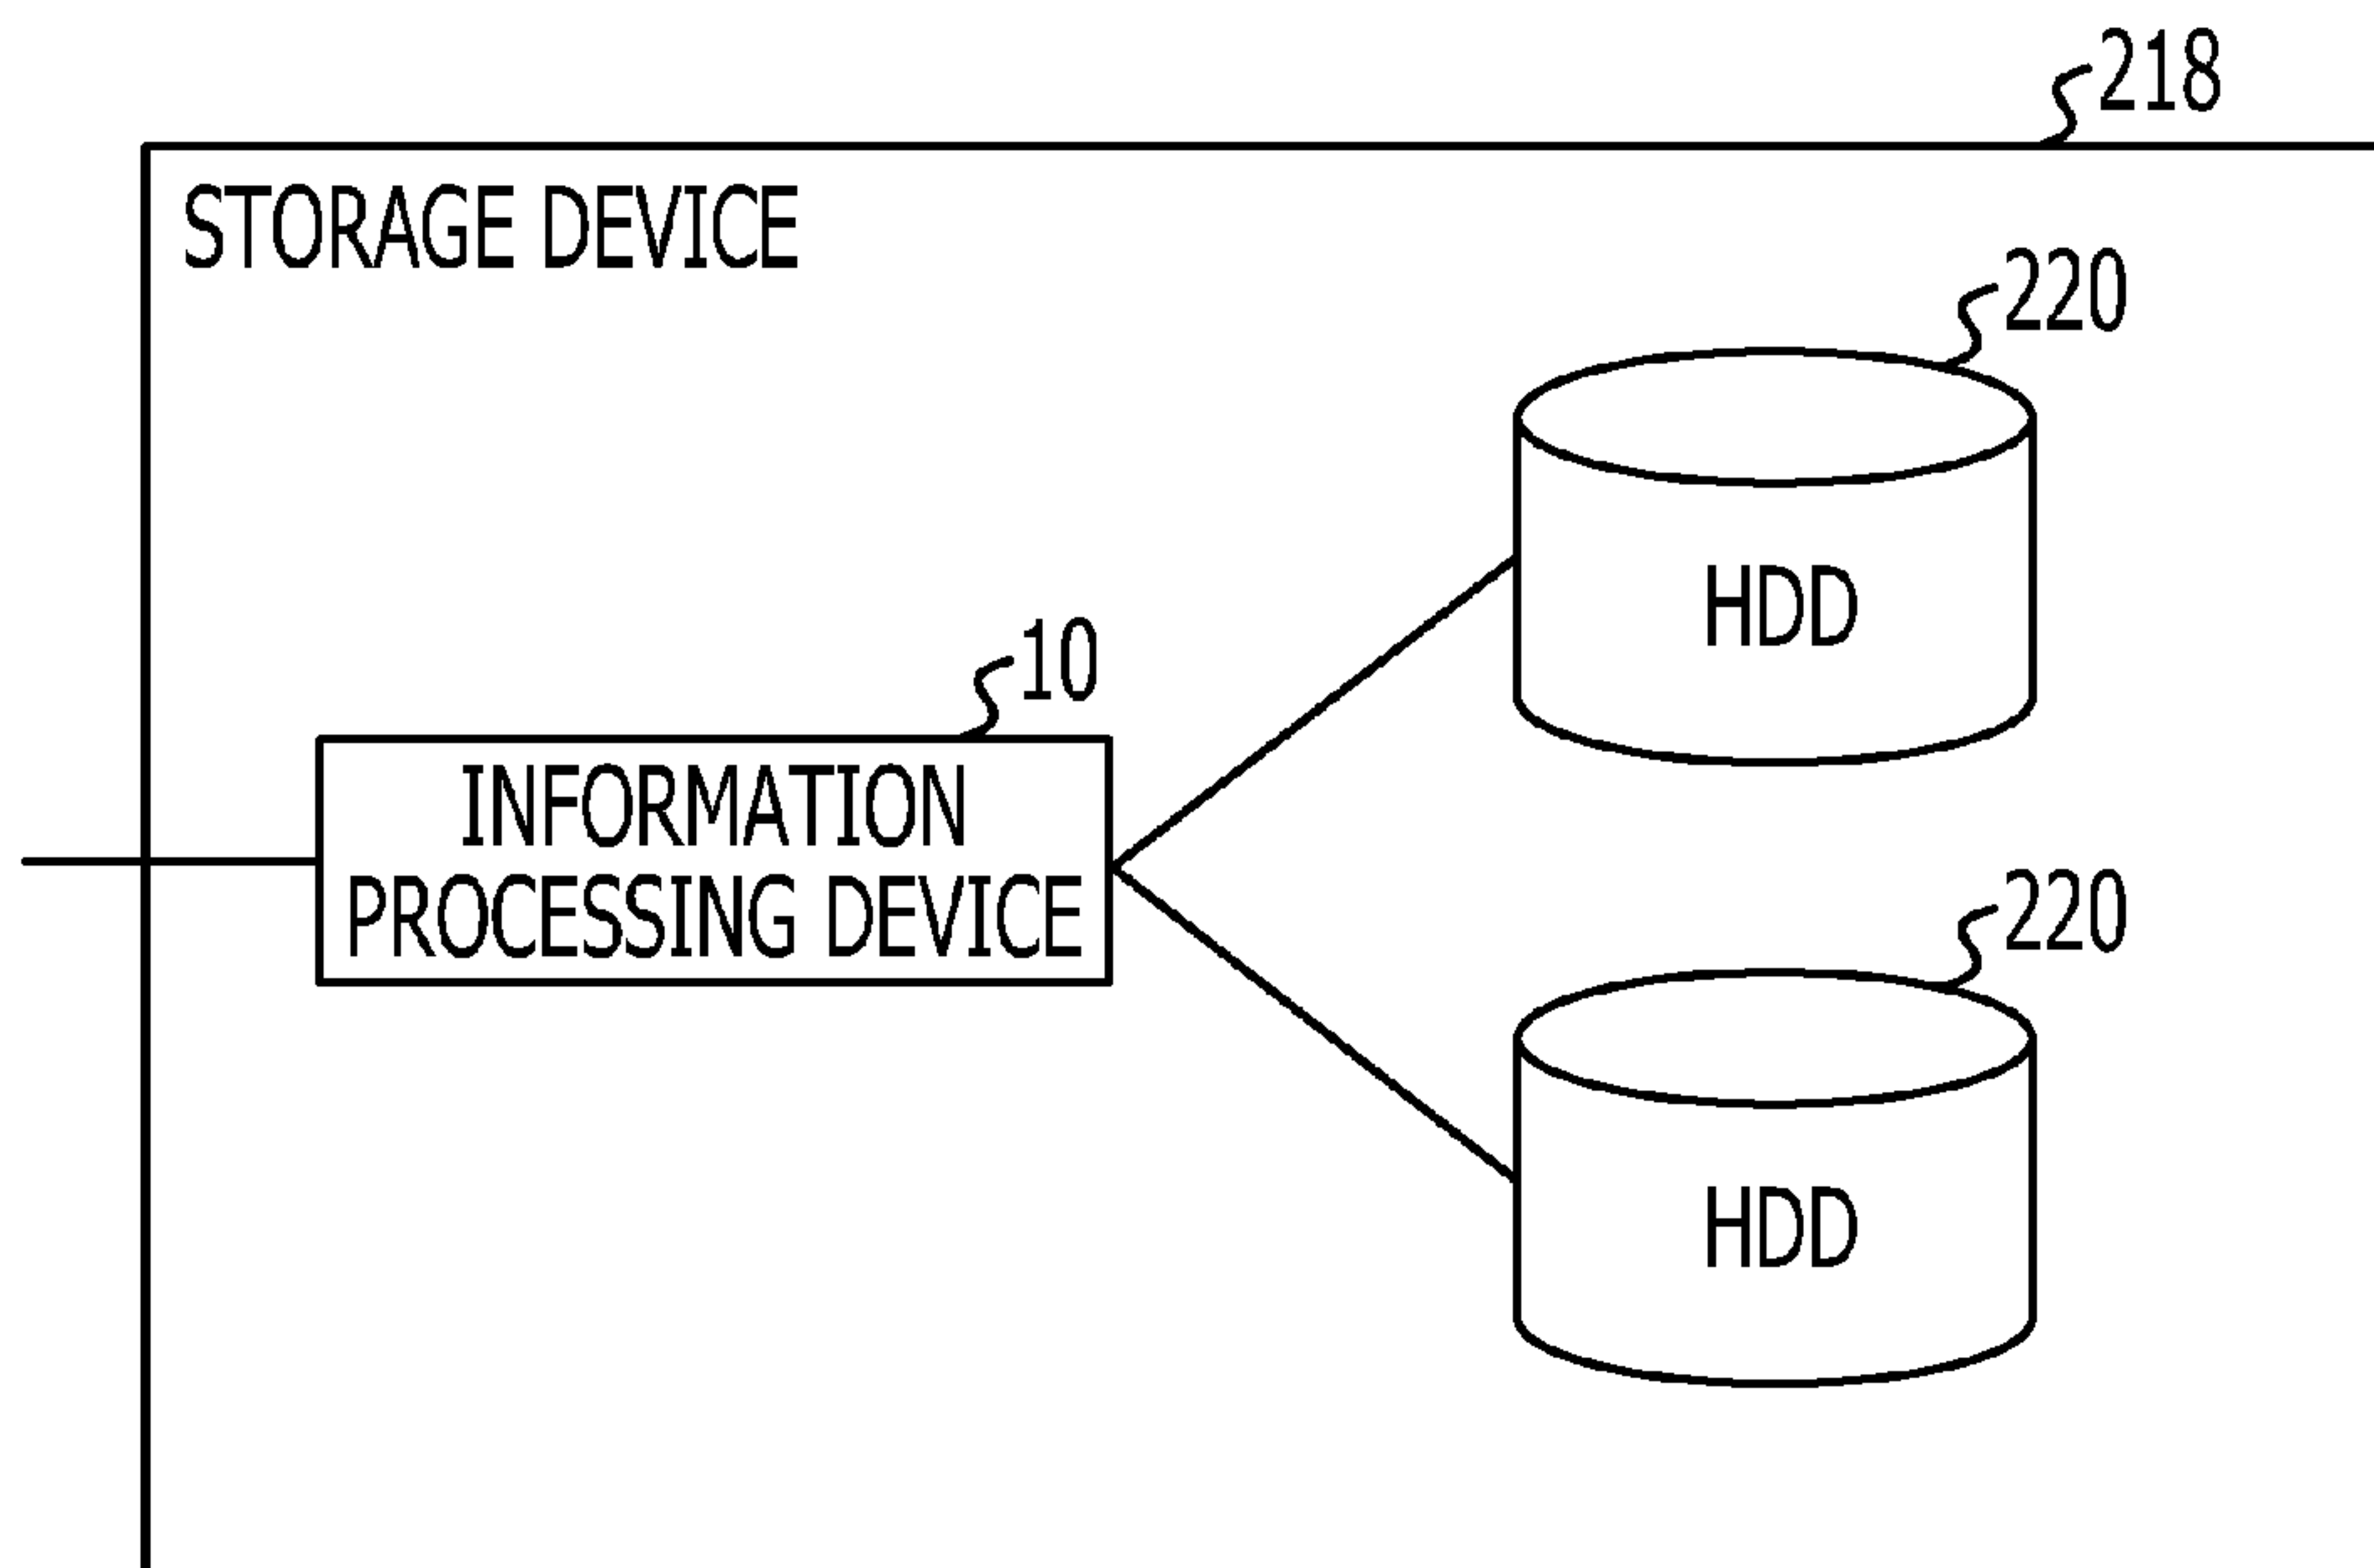 218
STORAGE DEVICE
220
HDD
10
INFORMATION
PROCESSING DEVICE
220
HDD